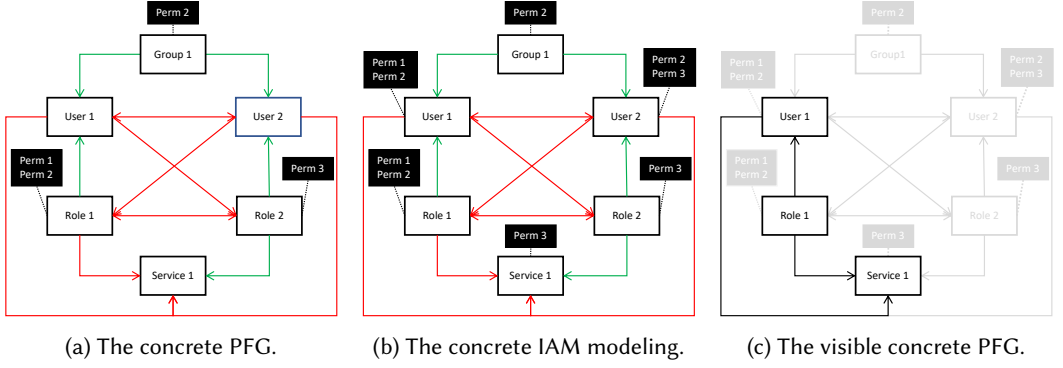 Perm 2
Group 1
User 1
User 2
Perm 1
Perm 2
Perm 3
Role 1
Role 2
Service 1
(a) The concrete PFG.
Perm 2
Group 1
Perm 1
Perm 2
Perm 2
Perm 3
User 1
User 2
Perm 1
Perm 2
Perm 3
Role 1
Role 2
Perm 3
Service 1
(b) The concrete IAM modeling.
Perm 2
Group1
Perm 1
Perm 2
Perm 2
Perm 3
User 1
User 2
Perm 1
Perm 2
Perm 3
Role 1
Role 2
Perm 3
Service 1
(c) The visible concrete PFG.